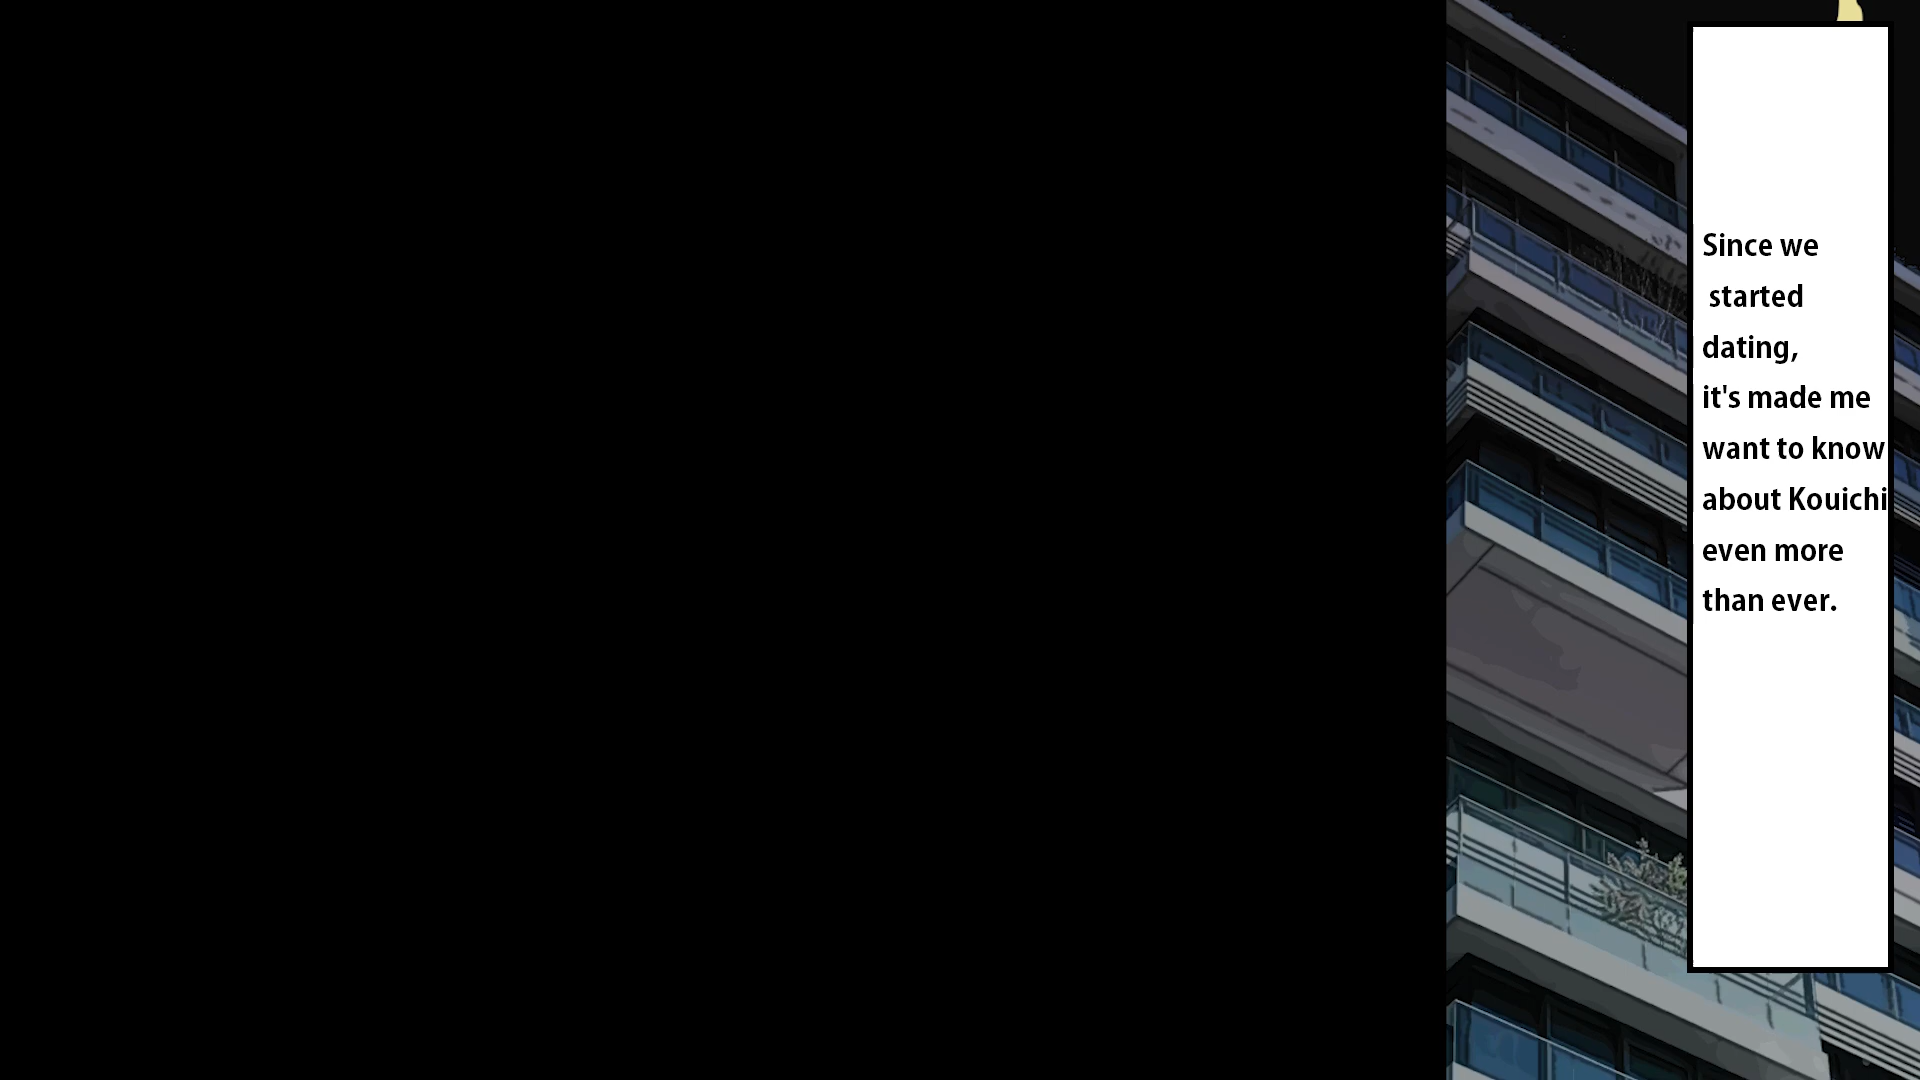 Since we
started
dating,
it's made me
want to know
about Kouichi
even more
than ever.